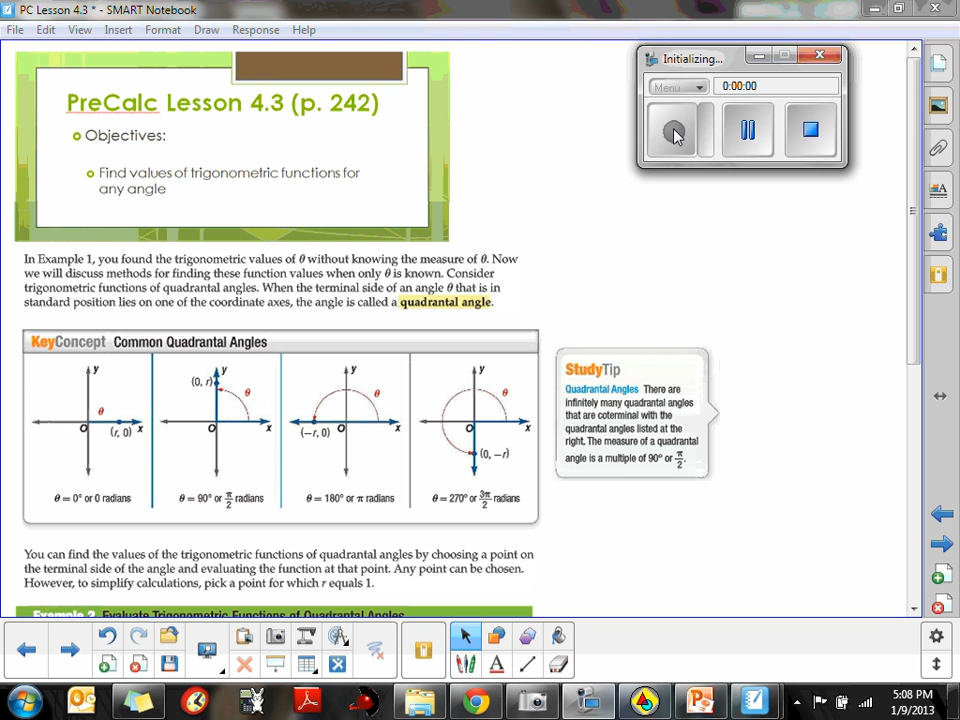 PC Lesson 4.3 * - SMART Notebook
File Edit View Insert Format Draw Response Help
PreCalc Lesson 4.3 (p. 242)
Objectives:
Find values of trigonometric functions for
any angle
Initializing...
Menu
0:00:00
In Example 1, you found the trigonometric values of θ without knowing the measure of θ. Now
we will discuss methods for finding these function values when only θ is known. Consider
trigonometric functions of quadrantal angles. When the terminal side of an angle θ that is in
standard position lies on one of the coordinate axes, the angle is called a quadrantal angle.
KeyConcept Common Quadrantal Angles
y
θ
O
(r, 0)
x
θ = 0° or 0 radians
(0, r)
y
θ
O
x
θ = 90° or π/2 radians
y
θ
(−r, 0)
O
x
θ = 180° or π radians
y
θ
O
x
(0, −r)
θ = 270° or 3π/2 radians
StudyTip
Quadrantal Angles There are
infinitely many quadrantal angles
that are coterminal with the
quadrantal angles listed at the
right. The measure of a quadrantal
angle is a multiple of 90° or π/2.
You can find the values of the trigonometric functions of quadrantal angles by choosing a point on
the terminal side of the angle and evaluating the function at that point. Any point can be chosen.
However, to simplify calculations, pick a point for which r equals 1.
Example 2 Evaluate Trigonometric Functions of Quadrantal Angles
5:08 PM
1/9/2013